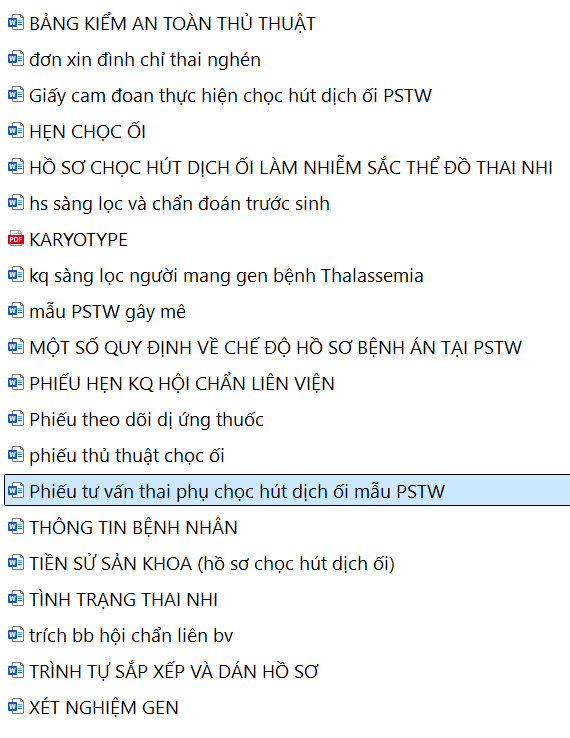 BẢNG KIỂM AN TOÀN THỦ THUẬT
đơn xin đình chỉ thai nghén
Giấy cam đoan thực hiện chọc hút dịch ối PSTW
HẸN CHỌC ỐI
HỒ SƠ CHỌC HÚT DỊCH ỐI LÀM NHIỄM SẮC THỂ ĐỒ THAI NHI
hs sàng lọc và chẩn đoán trước sinh
KARYOTYPE
kq sàng lọc người mang gen bệnh Thalassemia
mẫu PSTW gây mê
MỘT SỐ QUY ĐỊNH VỀ CHẾ ĐỘ HỒ SƠ BỆNH ÁN TẠI PSTW
PHIẾU HẸN KQ HỘI CHẨN LIÊN VIỆN
Phiếu theo dõi dị ứng thuốc
phiếu thủ thuật chọc ối
Phiếu tư vấn thai phụ chọc hút dịch ối mẫu PSTW
THÔNG TIN BỆNH NHÂN
TIỀN SỬ SẢN KHOA (hồ sơ chọc hút dịch ối)
TÌNH TRẠNG THAI NHI
trích bb hội chẩn liên bv
TRÌNH TỰ SẮP XẾP VÀ DÁN HỒ SƠ
XÉT NGHIỆM GEN